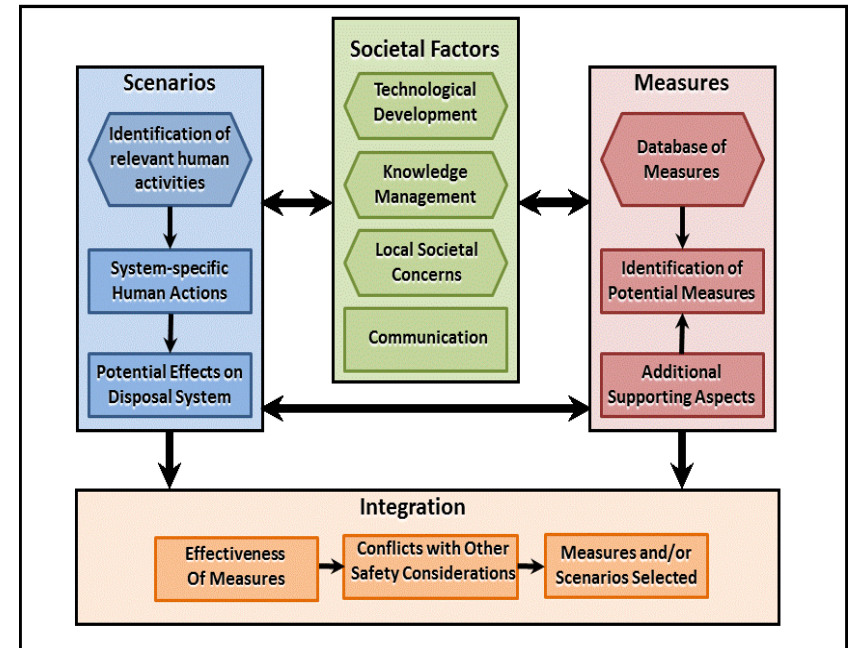 Scenarios
Identification of
relevant human
activities
System-specific
Human Actions
Potential Effects on
Disposal System
Societal Factors
Technological
Development
Knowledge
Management
Local Societal
Concerns
Communication
Measures
Database of
Measures
Identification of
Potential Measures
Additional
Supporting Aspects
Integration
Effectiveness
Of Measures
Conflicts with Other
Safety Considerations
Measures and/or
Scenarios Selected